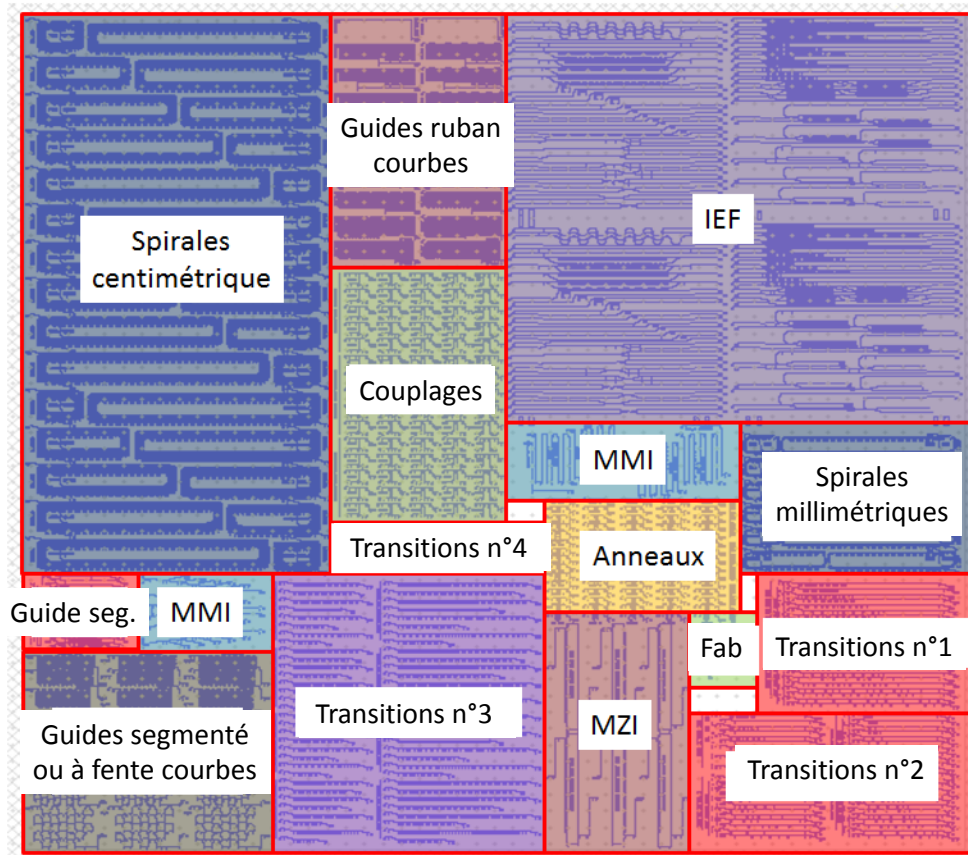 Guides ruban
courbes
IEF
Spirales
centimétrique
Couplages
MMI
Spirales
millimétriques
Transitions n°4
Anneaux
Guide seg.
MMI
Fab
Transitions n°1
Guides segmenté
ou à fente courbes
Transitions n°3
MZI
Transitions n°2